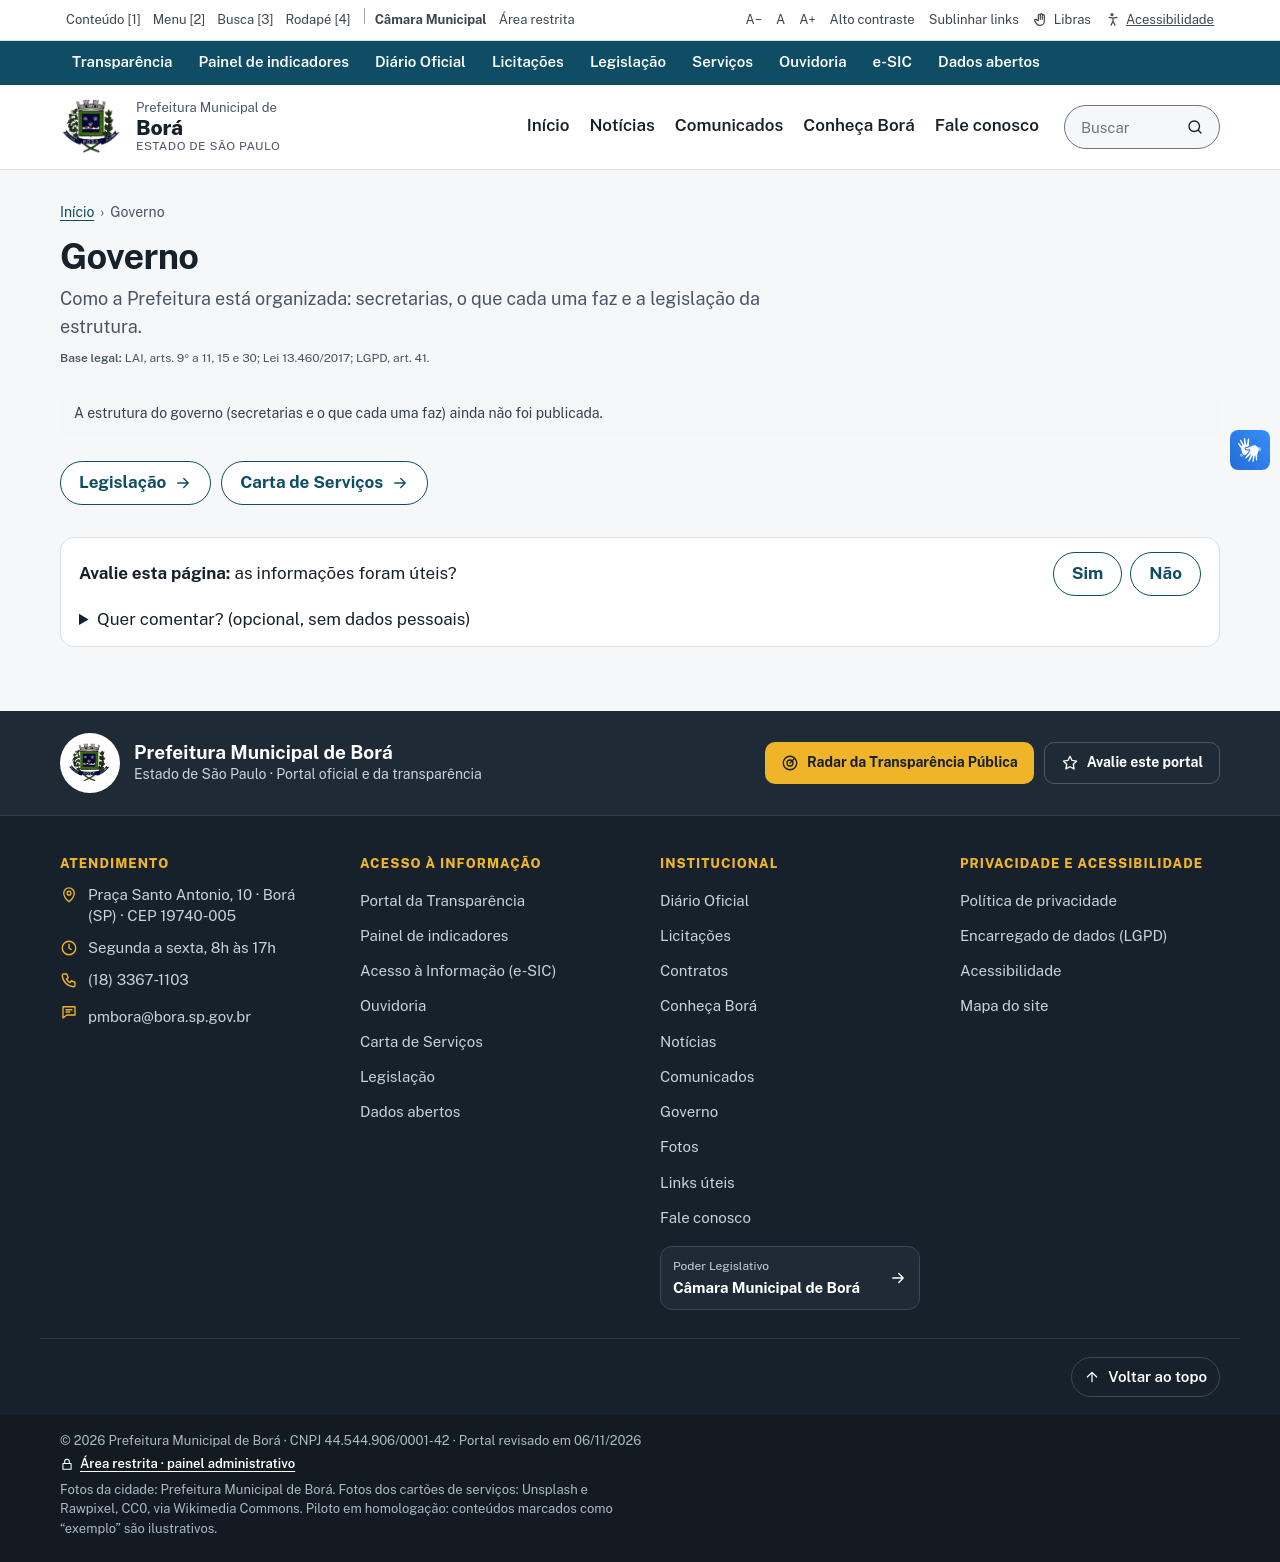 Conteúdo [1] Menu [2] Busca [3] Rodapé [4] Câmara Municipal Área restrita A− A A+ Alto contraste Sublinhar links Libras Acessibilidade
Transparência Painel de indicadores Diário Oficial Licitações Legislação Serviços Ouvidoria e-SIC Dados abertos
Prefeitura Municipal de
Borá
ESTADO DE SÃO PAULO
Início Notícias Comunicados Conheça Borá Fale conosco Buscar
Início › Governo
Governo
Como a Prefeitura está organizada: secretarias, o que cada uma faz e a legislação da
estrutura.
Base legal: LAI, arts. 9º a 11, 15 e 30; Lei 13.460/2017; LGPD, art. 41.
A estrutura do governo (secretarias e o que cada uma faz) ainda não foi publicada.
Legislação → Carta de Serviços →
Avalie esta página: as informações foram úteis? Sim Não
▶ Quer comentar? (opcional, sem dados pessoais)
Prefeitura Municipal de Borá
Estado de São Paulo · Portal oficial e da transparência
Radar da Transparência Pública Avalie este portal
ATENDIMENTO
Praça Santo Antonio, 10 · Borá
(SP) · CEP 19740-005
Segunda a sexta, 8h às 17h
(18) 3367-1103
pmbora@bora.sp.gov.br
ACESSO À INFORMAÇÃO
Portal da Transparência
Painel de indicadores
Acesso à Informação (e-SIC)
Ouvidoria
Carta de Serviços
Legislação
Dados abertos
INSTITUCIONAL
Diário Oficial
Licitações
Contratos
Conheça Borá
Notícias
Comunicados
Governo
Fotos
Links úteis
Fale conosco
Poder Legislativo
Câmara Municipal de Borá →
PRIVACIDADE E ACESSIBILIDADE
Política de privacidade
Encarregado de dados (LGPD)
Acessibilidade
Mapa do site
↑ Voltar ao topo
© 2026 Prefeitura Municipal de Borá · CNPJ 44.544.906/0001-42 · Portal revisado em 06/11/2026
Área restrita · painel administrativo
Fotos da cidade: Prefeitura Municipal de Borá. Fotos dos cartões de serviços: Unsplash e
Rawpixel, CC0, via Wikimedia Commons. Piloto em homologação: conteúdos marcados como
“exemplo” são ilustrativos.